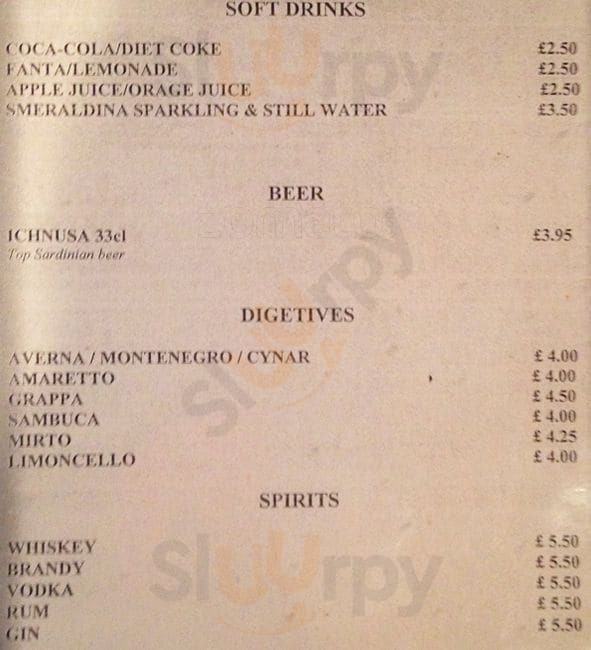 SOFT DRINKS
COCA-COLA/DIET COKE £2.50
FANTA/LEMONADE £2.50
APPLE JUICE/ORAGE JUICE £2.50
SMERALDINA SPARKLING & STILL WATER £3.50
BEER
ICHNUSA 33cl £3.95
Top Sardinian beer
DIGETIVES
AVERNA / MONTENEGRO / CYNAR £ 4.00
AMARETTO £ 4.00
GRAPPA £ 4.50
SAMBUCA £ 4.00
MIRTO £ 4.25
LIMONCELLO £ 4.00
SPIRITS
WHISKEY £ 5.50
BRANDY £ 5.50
VODKA £ 5.50
RUM £ 5.50
GIN £ 5.50
Sluurpy
Sluurpy
Sluurpy